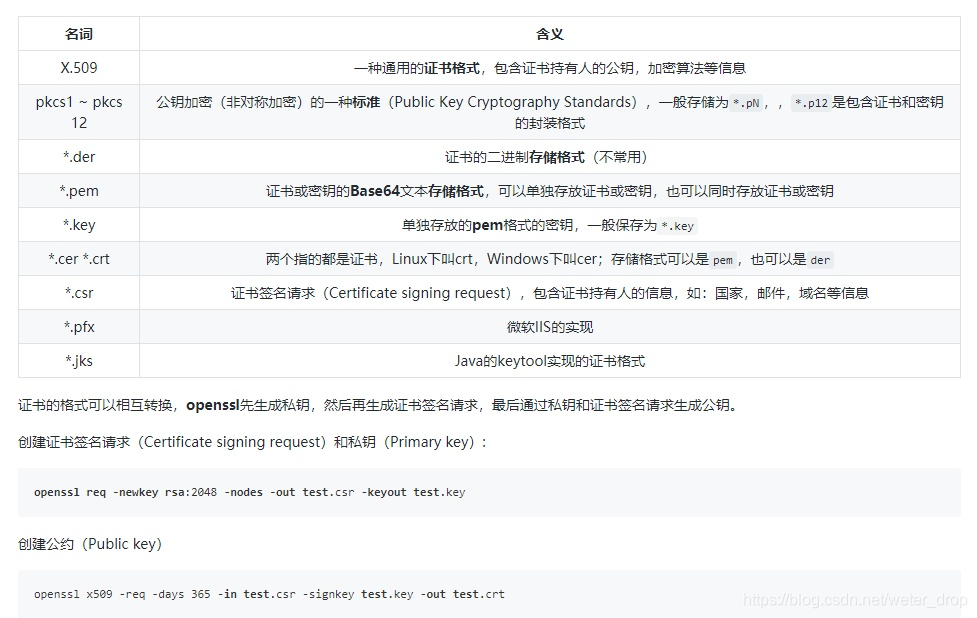 名词 含义
X.509 一种通用的证书格式，包含证书持有人的公钥，加密算法等信息
pkcs1 ~ pkcs 公钥加密（非对称加密）的一种标准（Public Key Cryptography Standards），一般存储为 *.pN，，*.p12 是包含证书和密钥
12 的封装格式
*.der 证书的二进制存储格式（不常用）
*.pem 证书或密钥的Base64文本存储格式，可以单独存放证书或密钥，也可以同时存放证书或密钥
*.key 单独存放的pem格式的密钥，一般保存为 *.key
*.cer *.crt 两个指的都是证书，Linux下叫crt，Windows下叫cer；存储格式可以是 pem，也可以是 der
*.csr 证书签名请求（Certificate signing request），包含证书持有人的信息，如：国家，邮件，域名等信息
*.pfx 微软IIS的实现
*.jks Java的keytool实现的证书格式
证书的格式可以相互转换，openssl先生成私钥，然后再生成证书签名请求，最后通过私钥和证书签名请求生成公钥。
创建证书签名请求（Certificate signing request）和私钥（Primary key）:
openssl req -newkey rsa:2048 -nodes -out test.csr -keyout test.key
创建公约（Public key）
openssl x509 -req -days 365 -in test.csr -signkey test.key -out test.crt
https://blog.csdn.net/weter_drop